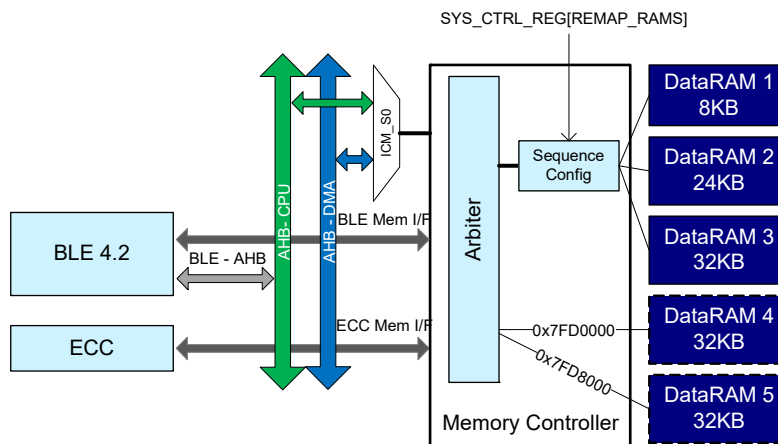 SYS_CTRL_REG[REMAP_RAMS]
DataRAM 1
8KB
ICM_S0
Sequence
Config
DataRAM 2
24KB
AHB- CPU
AHB - DMA
BLE Mem I/F
BLE 4.2
BLE - AHB
Arbiter
DataRAM 3
32KB
ECC Mem I/F
ECC
0x7FD0000
DataRAM 4
32KB
0x7FD8000
DataRAM 5
32KB
Memory Controller